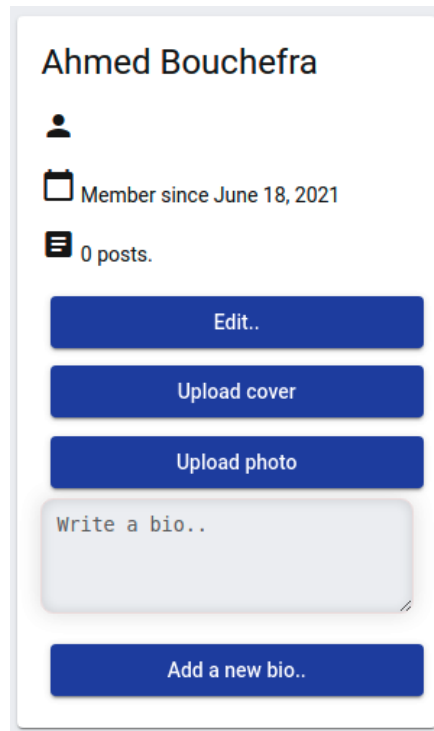 Ahmed Bouchefra
Member since June 18, 2021
0 posts.
Edit..
Upload cover
Upload photo
Write a bio..
Add a new bio..